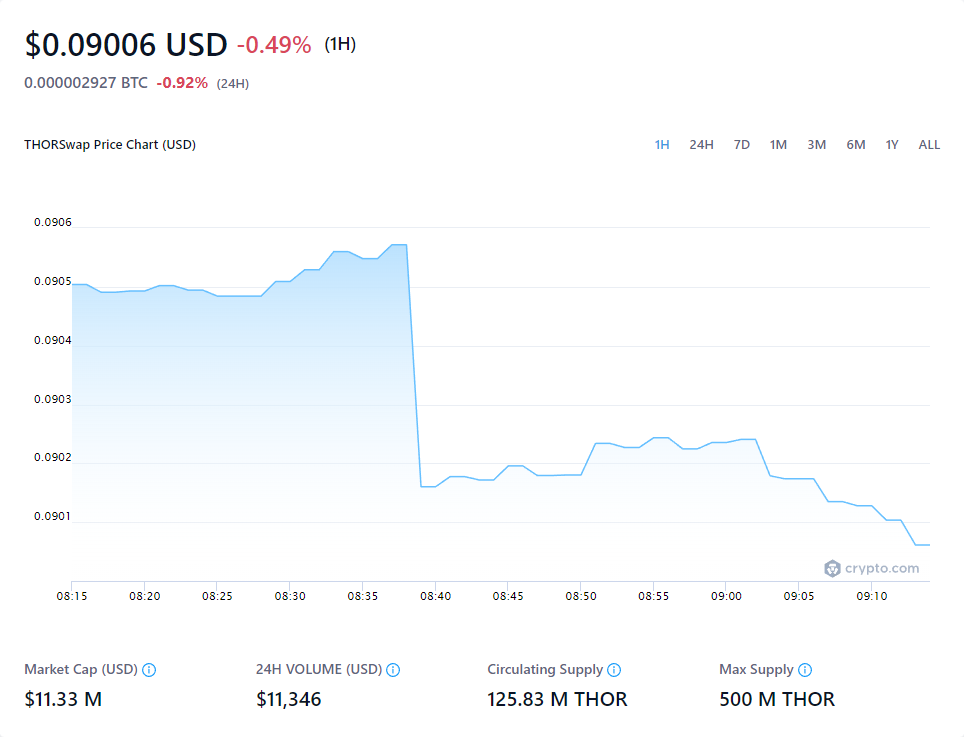 $0.09006 USD -0.49% (1H)
0.000002927 BTC -0.92% (24H)
THORSwap Price Chart (USD) 1H 24H 7D 1M 3M 6M 1Y ALL
0.0906
0.0905
0.0904
0.0903
0.0902
0.0901
crypto.com
08:15 08:20 08:25 08:30 08:35 08:40 08:45 08:50 08:55 09:00 09:05 09:10
Market Cap (USD) 24H VOLUME (USD) Circulating Supply Max Supply
$11.33 M $11,346 125.83 M THOR 500 M THOR